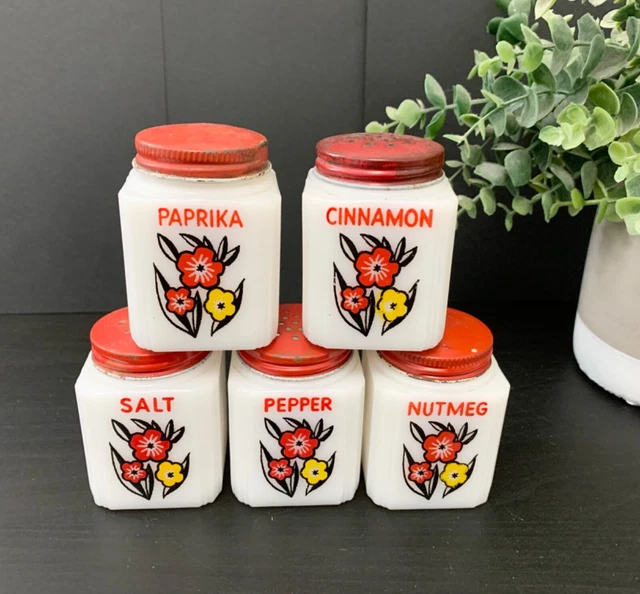 PAPRIKA
CINNAMON
SALT
PEPPER
NUTMEG